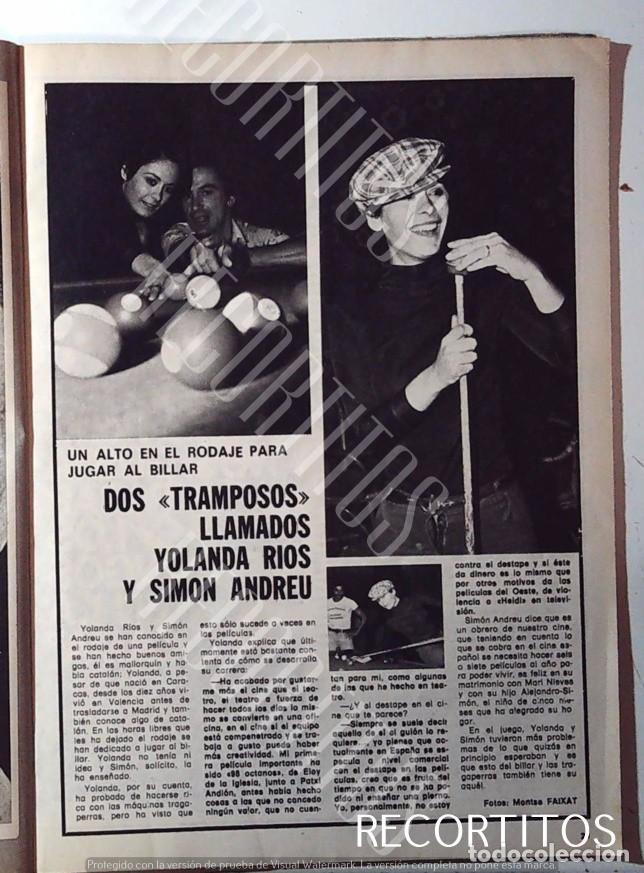 UN ALTO EN EL RODAJE PARA
JUGAR AL BILLAR
DOS «TRAMPOSOS»
LLAMADOS
YOLANDA RIOS
Y SIMON ANDREU
Yolanda Ríos y Simón
Andreu se han conocido en
el rodaje de una película y
se han hecho buenos ami-
gos, él es mallorquín y ha-
bla catalán; Yolanda, a pe-
sar de que nació en Cara-
cas, desde los diez años vi-
vió en Valencia antes de
trasladarse a Madrid y tam-
bién conoce algo de cata-
lán. En las horas libres que
les ha dejado el rodaje se
han dedicado a jugar al bi-
llar. Yolanda no tenía ni
idea y Simón, solícito, la
ha enseñado.
Yolanda, por su cuenta,
ha probado de hacerse ri-
ca con las máquinas traga-
perras, pero ha visto que
esto sólo sucede a veces en
las películas.
Yolanda explica que últi-
mamente está bastante con-
tenta de cómo se desarrolla
su carrera:
—Ha acabado por gustar-
me más el cine que el tea-
tro, el teatro a fuerza de
hacer todos los días lo mis-
mo se convierte en una ofi-
cina, en el cine si el equipo
está compenetrado y se tra-
baja a gusto puede haber
más creatividad. Mi prime-
ra película importante ha
sido «98 octanos», de Eloy
de la Iglesia, junto a Patxi
Andión, antes había hecho
cosas a las que no concedo
ningún valor, que no cuen-
tan para mí, como algunas
de las que he hecho en tea-
tro.
—¿Y al destape en el ci-
ne que te parece?
—Siempre se suele decir
aquello de si el guión lo re-
quiere... yo pienso que ac-
tualmente en España se es-
pecula a nivel comercial
con el destape en las pelí-
culas, creo que es fruto del
tiempo en que no se ha po-
dido ni enseñar una pierna.
Yo, personalmente, no estoy
contra el destape y si éste
da dinero es lo mismo que
por otros motivos da las
películas del Oeste, de vio-
lencia o «Heidi» en televi-
sión.
Simón Andreu dice que es
un obrero de nuestro cine,
que teniendo en cuenta lo
que se cobra en el cine es-
pañol se necesita hacer seis
o siete películas al año pa-
ra poder vivir, es feliz en su
matrimonio con Mari Nieves
y con su hijo Alejandro-Si-
món, el niño de cinco me-
ses que ha alegrado su ho-
gar.
En el juego, Yolanda y
Simón tuvieron más proble-
mas de lo que quizás en
principio esperaban y es
que esto del billar y las tra-
gaperras también tiene su
aquél.
Fotos: Montse FAIXAT
RECORTITOS
todocoleccion
Protegido con la versión de prueba de Visual Watermark. La versión completa no pone esta marca.